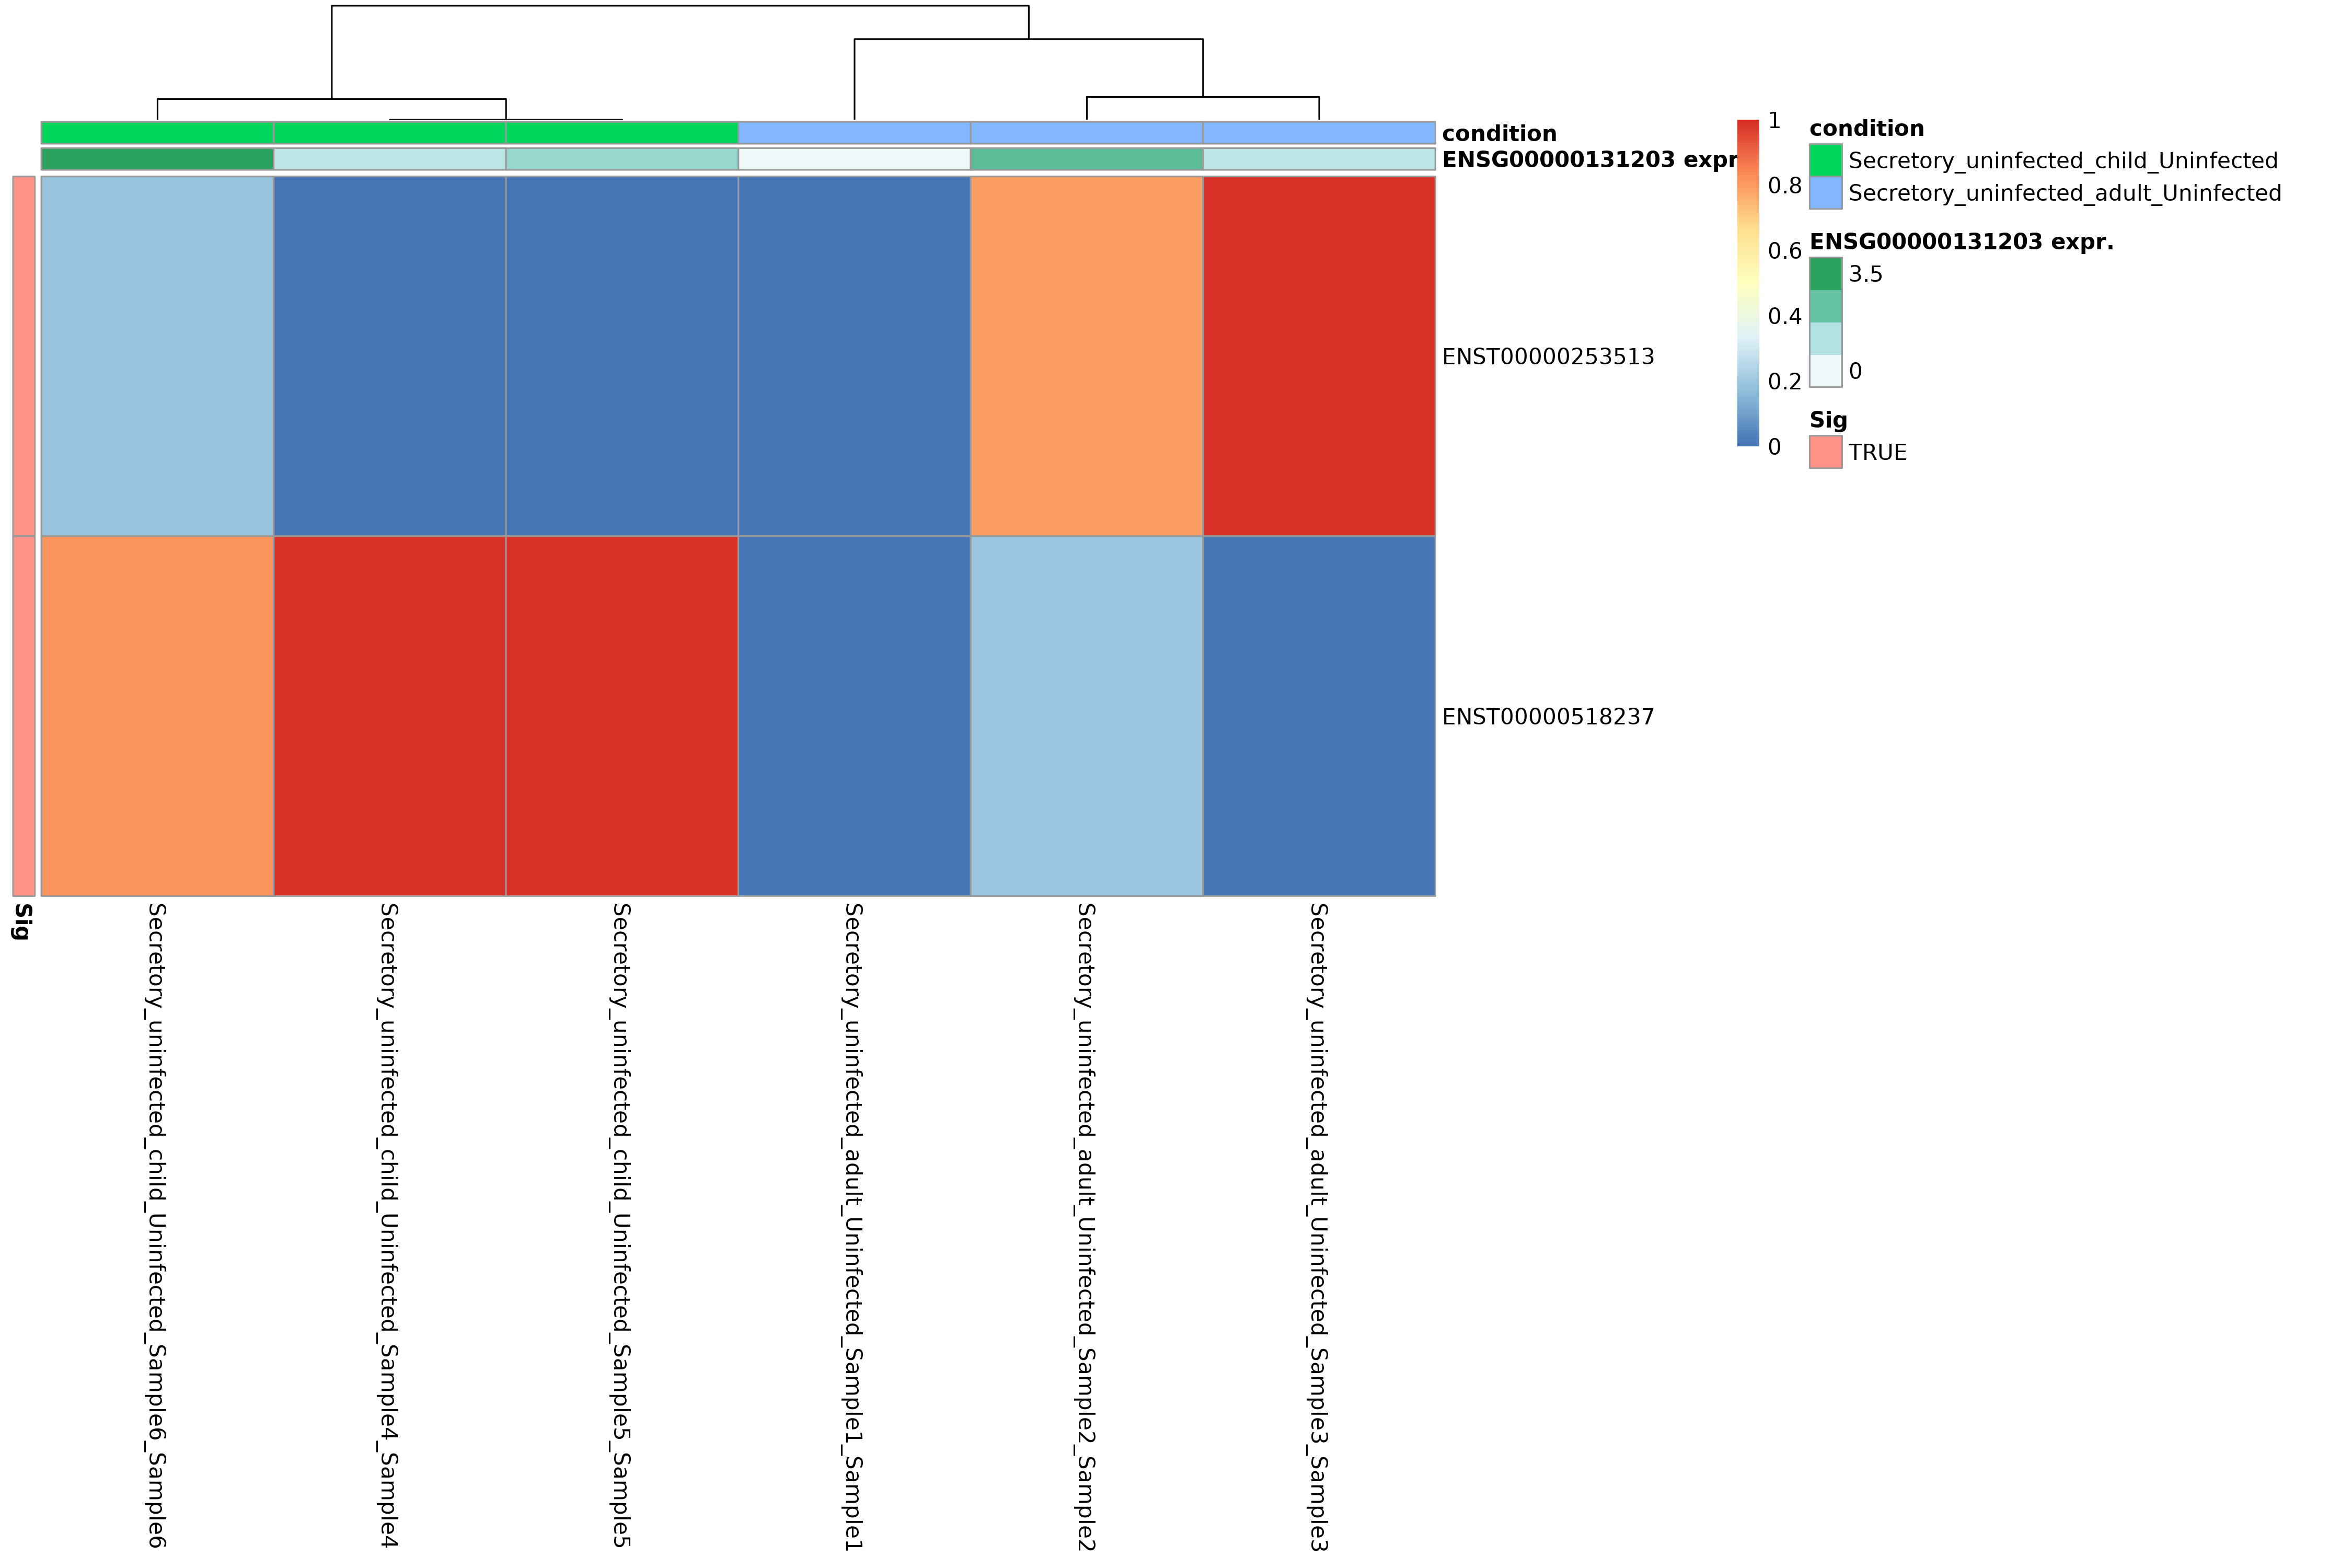 condition
ENSG00000131203 expr
1
0.8
0.6
0.4
0.2
0
condition
Secretory_uninfected_child_Uninfected
Secretory_uninfected_adult_Uninfected
ENSG00000131203 expr.
3.5
0
Sig
TRUE
ENST00000253513
ENST00000518237
Sig
Secretory_uninfected_child_Uninfected_Sample6_Sample6
Secretory_uninfected_child_Uninfected_Sample4_Sample4
Secretory_uninfected_child_Uninfected_Sample5_Sample5
Secretory_uninfected_adult_Uninfected_Sample1_Sample1
Secretory_uninfected_adult_Uninfected_Sample2_Sample2
Secretory_uninfected_adult_Uninfected_Sample3_Sample3